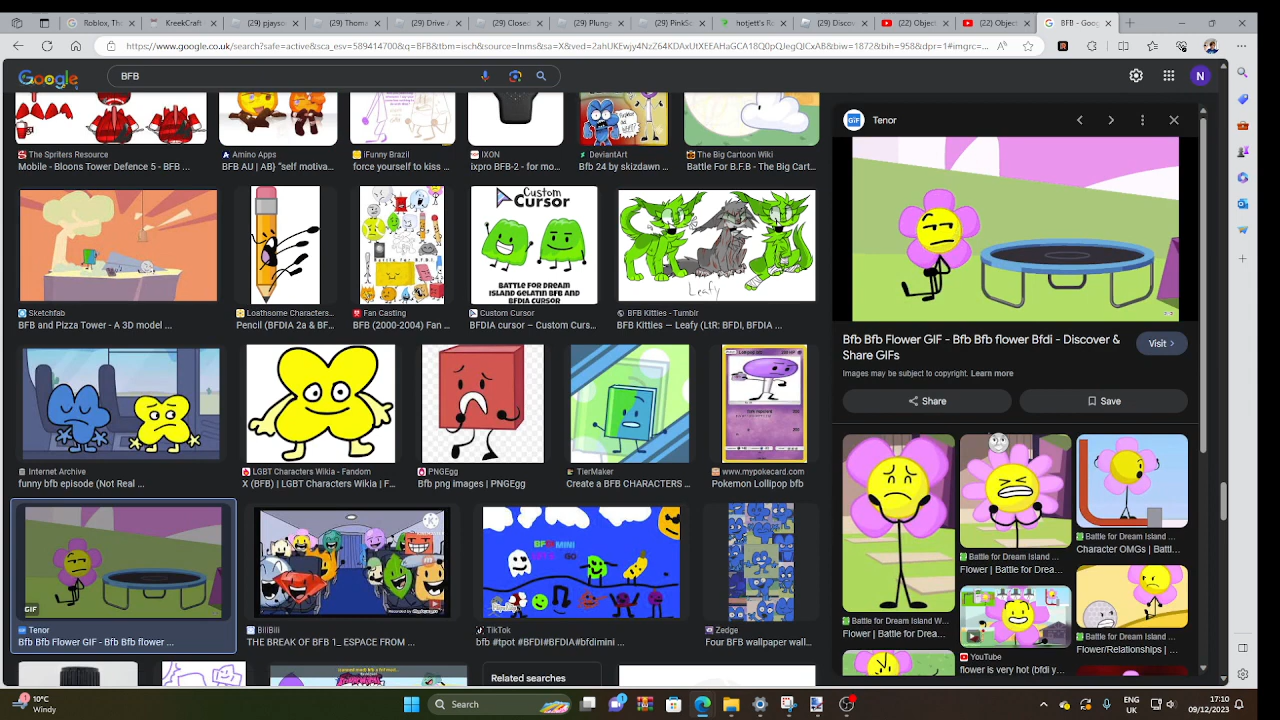 Roblox, Th
KreekCraft
(29) pjayso
(29) Thoma
(29) Drive A
(29) Closec
(29) Plunge
(29) PinkSc
hotjett's Ro
(29) Discov
(22) Object
(22) Object
BFB - Goog
https://www.google.co.uk/search?safe=active&sca_esv=589414700&q=BFB&tbm=isch&source=lnms&sa=X&ved=2ahUKEwjy4NzZ64KDAxUtXEEAHaGCA18Q0pQJegQICxAB&biw=1872&bih=958&dpr=1#imgrc=...
Google
BFB
N
The Spriters Resource
Mobile - Bloons Tower Defence 5 - BFB ...
Amino Apps
BFB AU | AB} "self motiva...
iFunny Brazil
force yourself to kiss ...
IXON
ixpro BFB-2 - for mo...
DeviantArt
Bfb 24 by skizdawn ...
The Big Cartoon Wiki
Battle For B.F.B - The Big Cart...
Custom
Cursor
BATTLE FOR DREAM
ISLAND GELATIN BFB AND
BFDIA CURSOR
Leafy
Sketchfab
BFB and Pizza Tower - A 3D model ...
Loathsome Characters...
Pencil (BFDIA 2a & BF...
Fan Casting
BFB (2000-2004) Fan ...
Custom Cursor
BFDIA cursor – Custom Curs...
BFB Kitties - Tumblr
BFB Kitties — Leafy (LtR: BFDI, BFDIA ...
Internet Archive
funny bfb episode (Not Real ...
LGBT Characters Wikia - Fandom
X (BFB) | LGBT Characters Wikia | F...
PNGEgg
Bfb png images | PNGEgg
TierMaker
Create a BFB CHARACTERS ...
www.mypokecard.com
Pokemon Lollipop bfb
GIF
Tenor
Bfb Bfb Flower GIF - Bfb Bfb flower ...
BiliBili
THE BREAK OF BFB 1_ ESPACE FROM ...
TikTok
bfb #tpot #BFDI#BFDIA#bfdimini ...
Zedge
Four BFB wallpaper wall...
Related searches
Tenor
Bfb Bfb Flower GIF - Bfb Bfb flower Bfdi - Discover &
Share GIFs
Visit
Images may be subject to copyright. Learn more
Share
Save
Battle for Dream Island W...
Flower | Battle for Drea...
Battle for Dream Island ...
Flower | Battle for Drea...
Battle for Dream Island ...
Character OMGs | Battl...
Battle for Dream Island ...
Flower/Relationships | ...
YouTube
flower is very hot (bfdi y...
10°C
Windy
Search
1
ENG
UK
17:10
09/12/2023